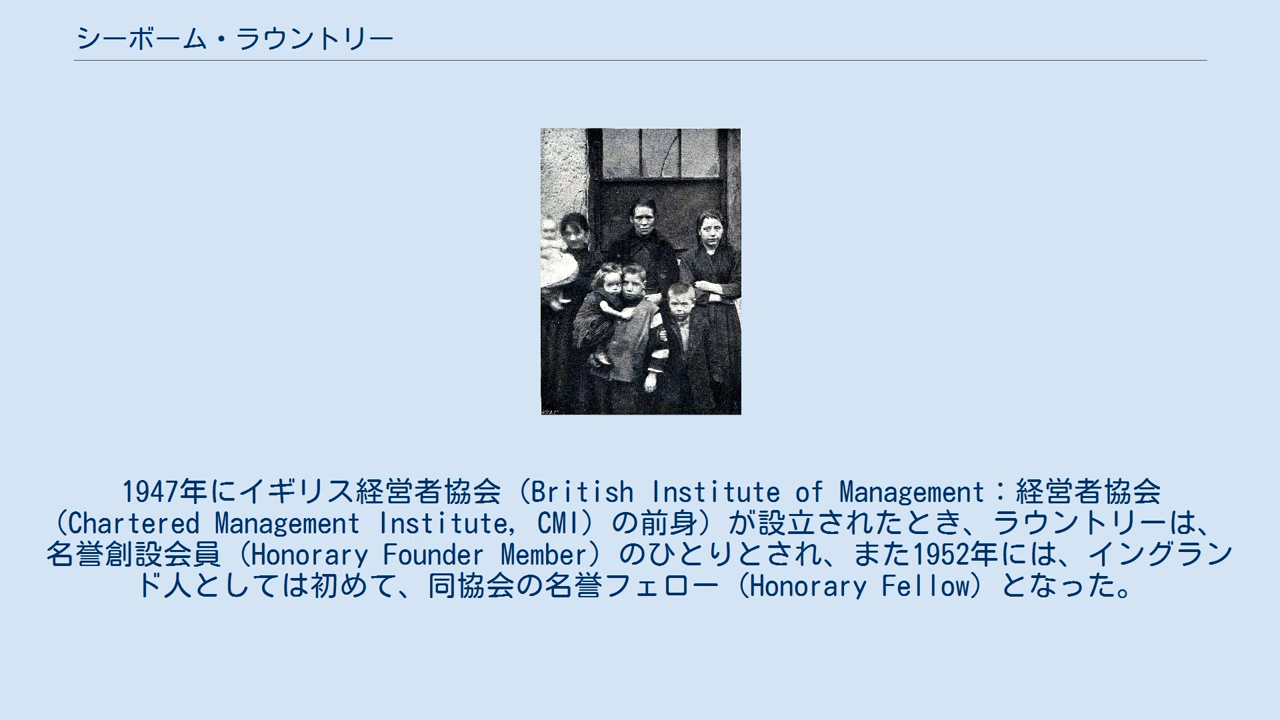 シーボーム・ラウントリー
1947年にイギリス経営者協会（British Institute of Management：経営者協会
（Chartered Management Institute, CMI）の前身）が設立されたとき、ラウントリーは、
名誉創設会員（Honorary Founder Member）のひとりとされ、また1952年には、イングラン
ド人としては初めて、同協会の名誉フェロー（Honorary Fellow）となった。